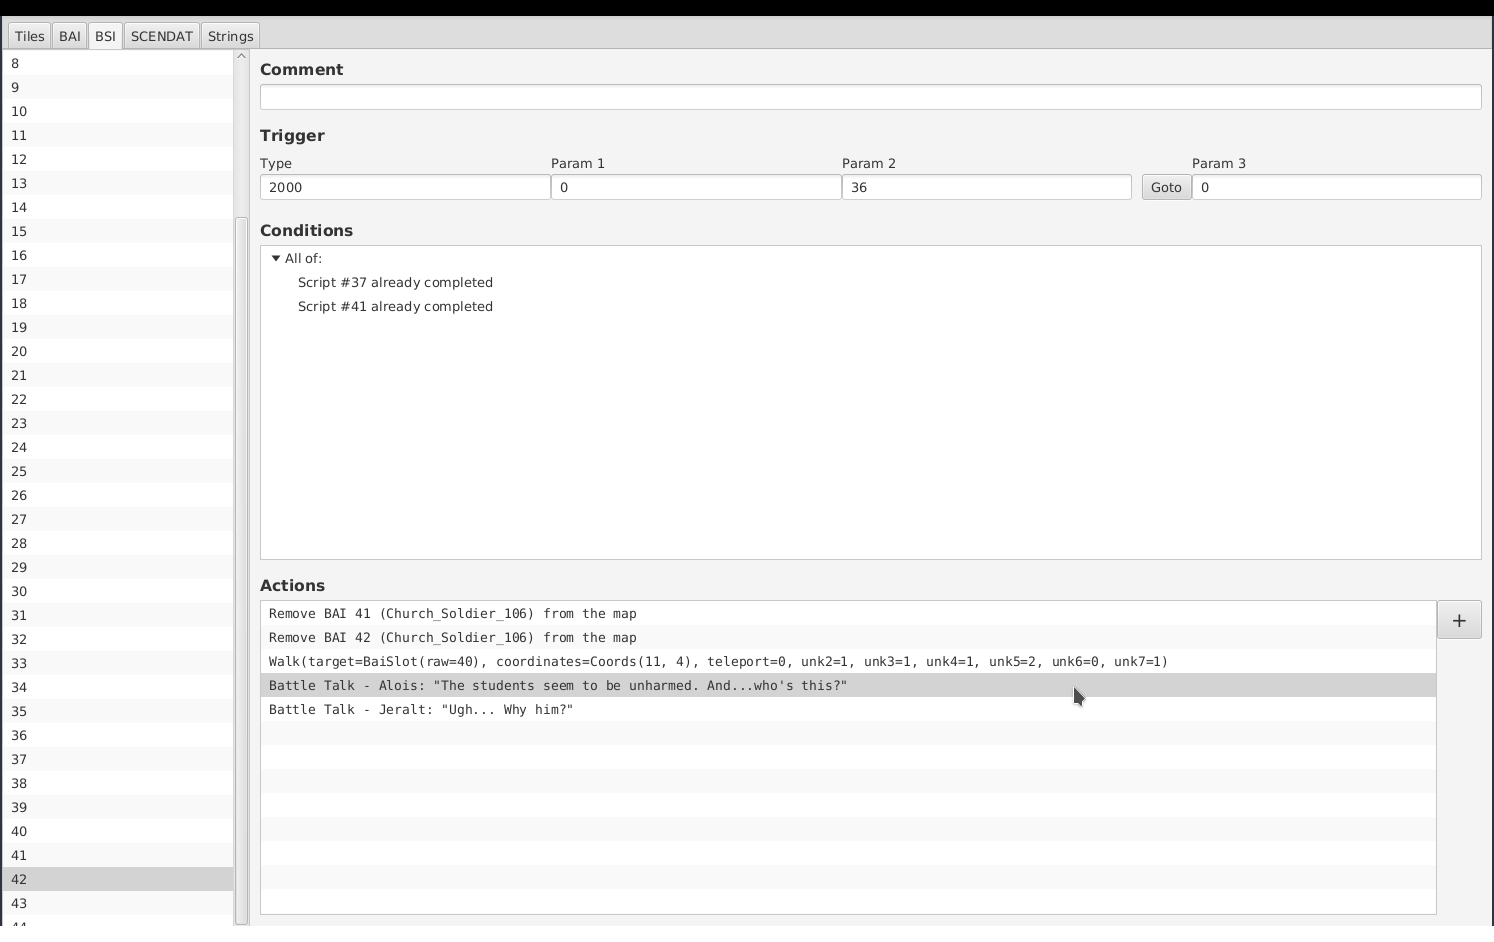 Tiles BAI BSI SCENDAT Strings
8
9
10
11
12
13
14
15
16
17
18
19
20
21
22
23
24
25
26
27
28
29
30
31
32
33
34
35
36
37
38
39
40
41
42
43
44
Comment
Trigger
Type Param 1 Param 2 Param 3
2000 0 36 Goto 0
Conditions
All of:
Script #37 already completed
Script #41 already completed
Actions
Remove BAI 41 (Church_Soldier_106) from the map
+
Remove BAI 42 (Church_Soldier_106) from the map
Walk(target=BaiSlot(raw=40), coordinates=Coords(11, 4), teleport=0, unk2=1, unk3=1, unk4=1, unk5=2, unk6=0, unk7=1)
Battle Talk - Alois: "The students seem to be unharmed. And...who's this?"
Battle Talk - Jeralt: "Ugh... Why him?"